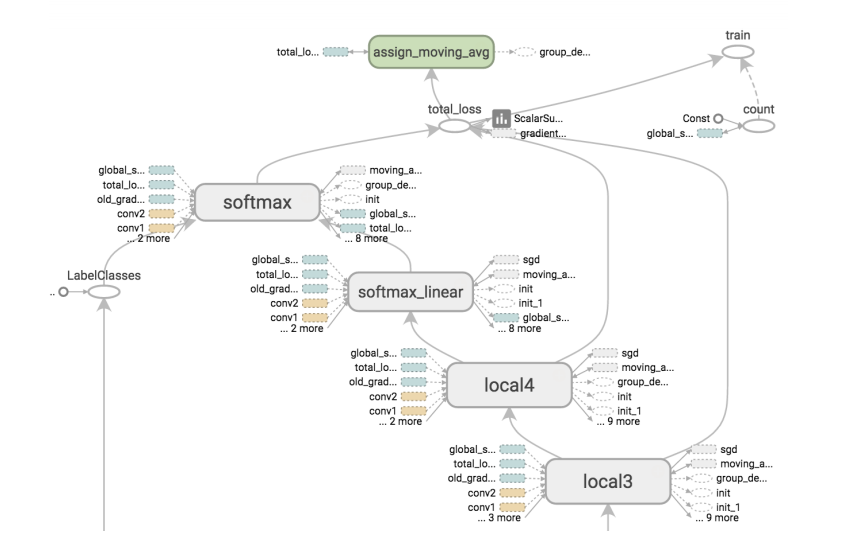 train
total_lo...
assign_moving_avg
group_de...
total_loss
ScalarSu...
gradient...
Const
count
global_s...
global_s...
total_lo...
old_grad...
conv2
conv1
... 2 more
softmax
moving_a...
group_de...
init
global_s...
total_lo...
... 8 more
LabelClasses
..
global_s...
total_lo...
old_grad...
conv2
conv1
... 2 more
softmax_linear
sgd
moving_a...
init
init_1
global_s...
... 8 more
global_s...
total_lo...
old_grad...
conv2
conv1
... 2 more
local4
sgd
moving_a...
group_de...
init
init_1
... 9 more
global_s...
total_lo...
old_grad...
conv2
conv1
... 3 more
local3
sgd
moving_a...
group_de...
init
init_1
... 9 more